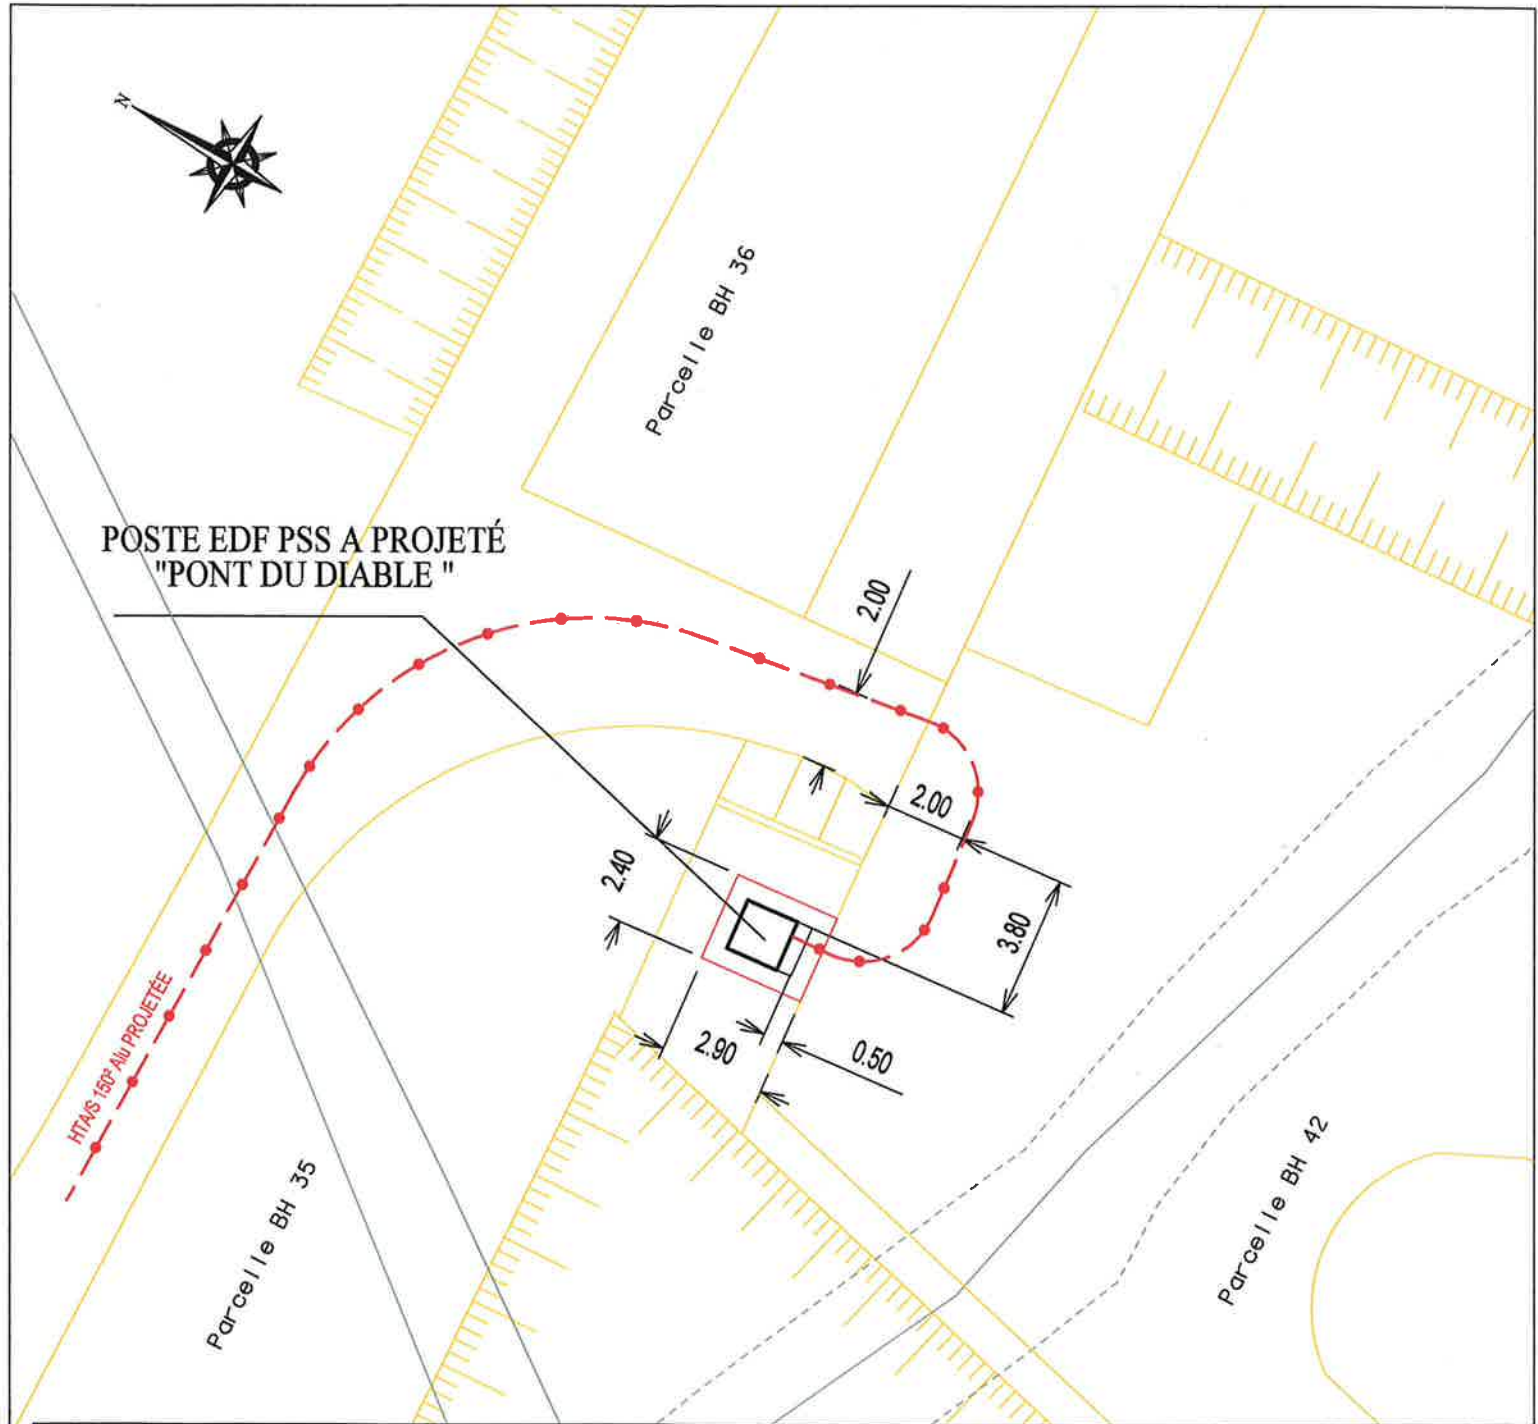 N
Parcelle BH 36
POSTE EDF PSS A PROJETÉ
"PONT DU DIABLE "
2.00
2.00
2.40
3.80
2.90
0.50
HTA/S 150² Alu PROJETÉE
Parcelle BH 35
Parcelle BH 42